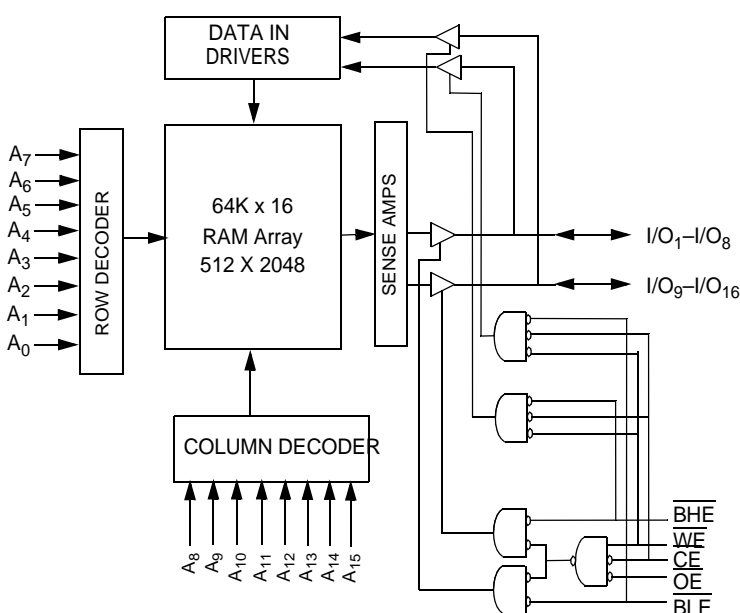 DATA IN
DRIVERS
A7
A6
A5
A4
A3
A2
A1
A0
ROW DECODER
64K x 16
RAM Array
512 X 2048
SENSE AMPS
I/O1–I/O8
I/O9–I/O16
COLUMN DECODER
A8
A9
A10
A11
A12
A13
A14
A15
BHE
WE
CE
OE
BLE